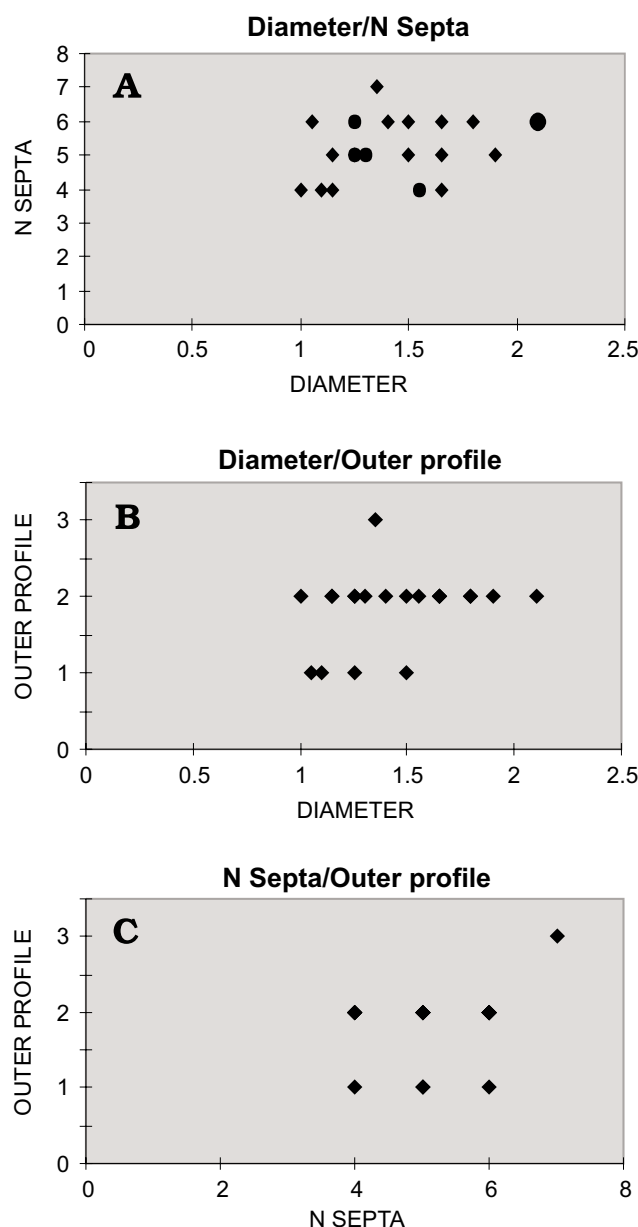 Diameter/N Septa
A
8
7
6
5
4
3
2
1
0
N SEPTA
0 0.5 1 1.5 2 2.5
DIAMETER
Diameter/Outer profile
B
3
2
1
0
OUTER PROFILE
0 0.5 1 1.5 2 2.5
DIAMETER
N Septa/Outer profile
C
3
2
1
0
OUTER PROFILE
0 2 4 6 8
N SEPTA